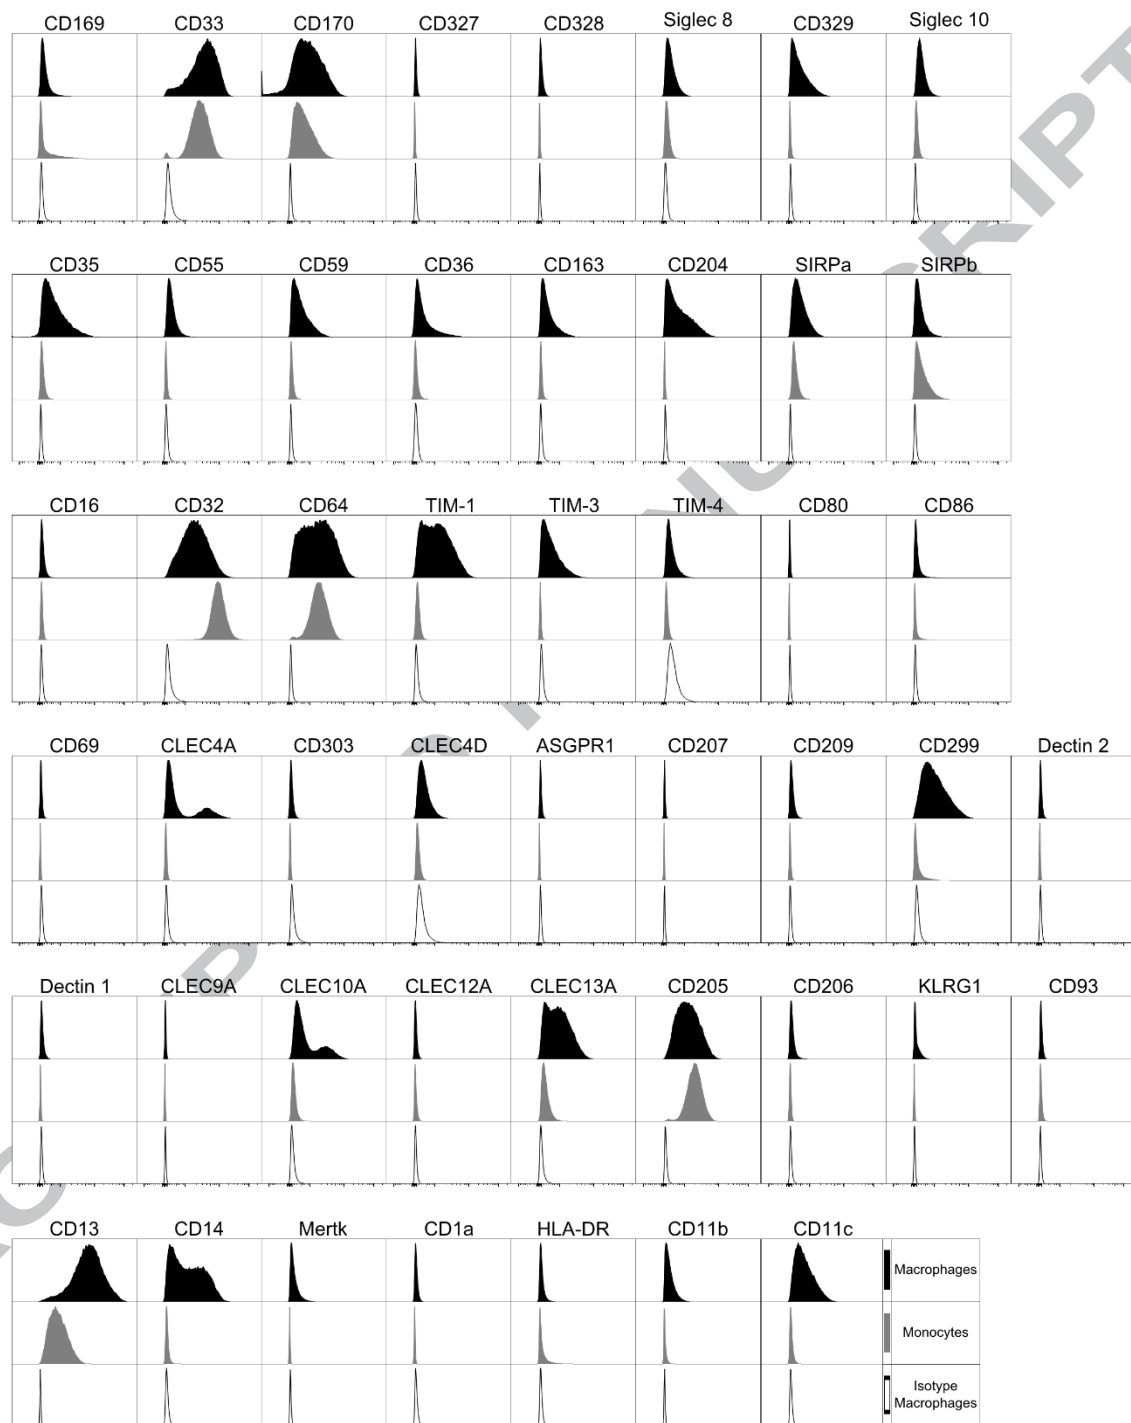 CD169 CD33 CD170 CD327 CD328 Siglec 8 CD329 Siglec 10
CD35 CD55 CD59 CD36 CD163 CD204 SIRPa SIRPb
CD16 CD32 CD64 TIM-1 TIM-3 TIM-4 CD80 CD86
CD69 CLEC4A CD303 CLEC4D ASGPR1 CD207 CD209 CD299 Dectin 2
Dectin 1 CLEC9A CLEC10A CLEC12A CLEC13A CD205 CD206 KLRG1 CD93
CD13 CD14 Mertk CD1a HLA-DR CD11b CD11c
Macrophages
Monocytes
Isotype
Macrophages